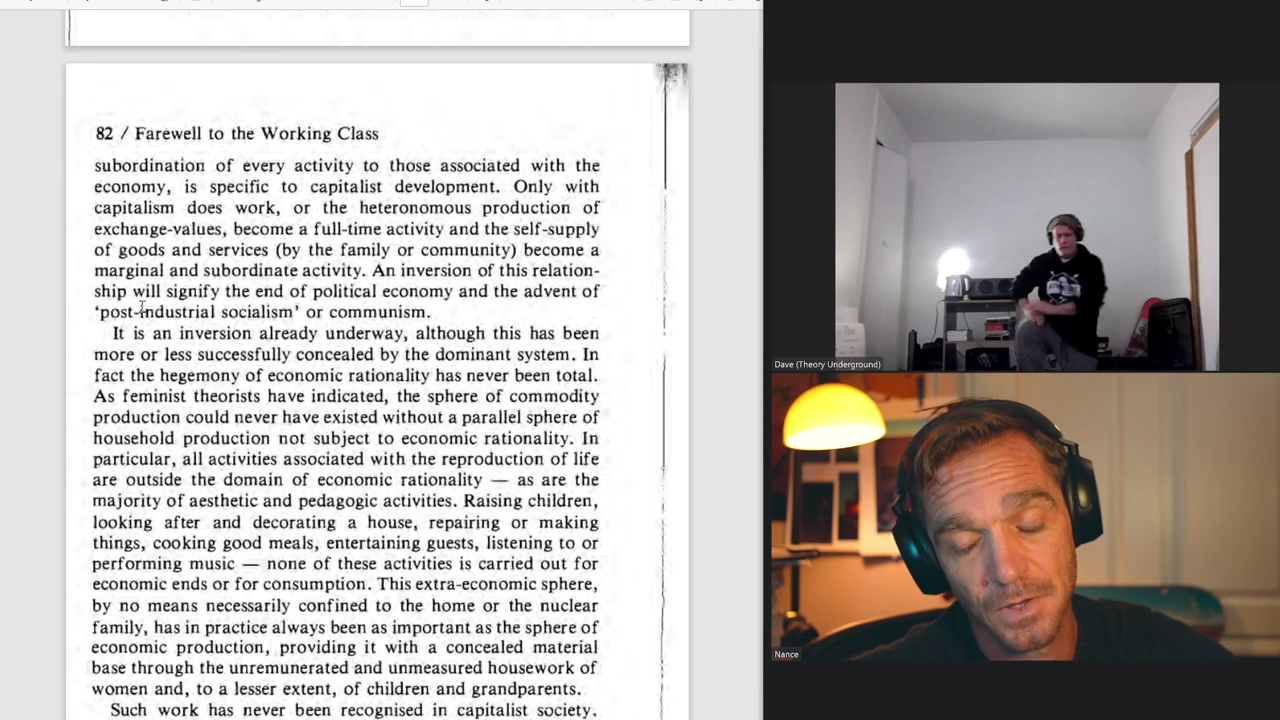 82 / Farewell to the Working Class
subordination of every activity to those associated with the
economy, is specific to capitalist development. Only with
capitalism does work, or the heteronomous production of
exchange-values, become a full-time activity and the self-supply
of goods and services (by the family or community) become a
marginal and subordinate activity. An inversion of this relation-
ship will signify the end of political economy and the advent of
'post-industrial socialism' or communism.
It is an inversion already underway, although this has been
more or less successfully concealed by the dominant system. In
fact the hegemony of economic rationality has never been total.
As feminist theorists have indicated, the sphere of commodity
production could never have existed without a parallel sphere of
household production not subject to economic rationality. In
particular, all activities associated with the reproduction of life
are outside the domain of economic rationality — as are the
majority of aesthetic and pedagogic activities. Raising children,
looking after and decorating a house, repairing or making
things, cooking good meals, entertaining guests, listening to or
performing music — none of these activities is carried out for
economic ends or for consumption. This extra-economic sphere,
by no means necessarily confined to the home or the nuclear
family, has in practice always been as important as the sphere of
economic production, providing it with a concealed material
base through the unremunerated and unmeasured housework of
women and, to a lesser extent, of children and grandparents.
Such work has never been recognised in capitalist society.
Dave (Theory Underground)
Nance